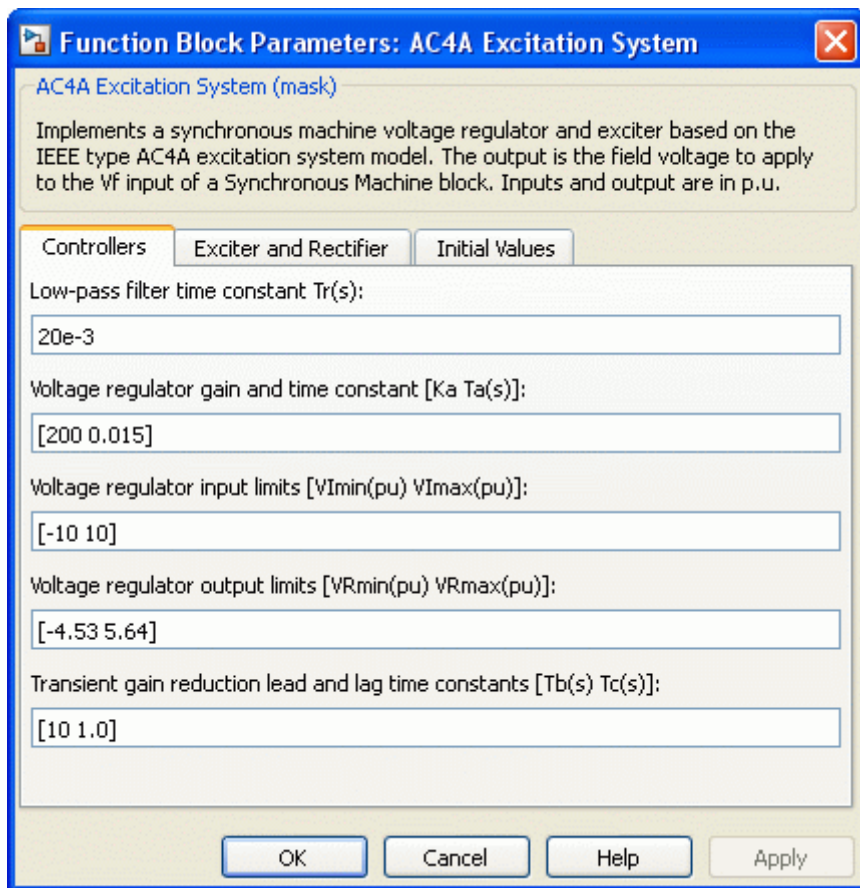 Function Block Parameters: AC4A Excitation System
AC4A Excitation System (mask)
Implements a synchronous machine voltage regulator and exciter based on the
IEEE type AC4A excitation system model. The output is the field voltage to apply
to the Vf input of a Synchronous Machine block. Inputs and output are in p.u.
Controllers Exciter and Rectifier Initial Values
Low-pass filter time constant Tr(s):
20e-3
Voltage regulator gain and time constant [Ka Ta(s)]:
[200 0.015]
Voltage regulator input limits [VImin(pu) VImax(pu)]:
[-10 10]
Voltage regulator output limits [VRmin(pu) VRmax(pu)]:
[-4.53 5.64]
Transient gain reduction lead and lag time constants [Tb(s) Tc(s)]:
[10 1.0]
OK Cancel Help Apply